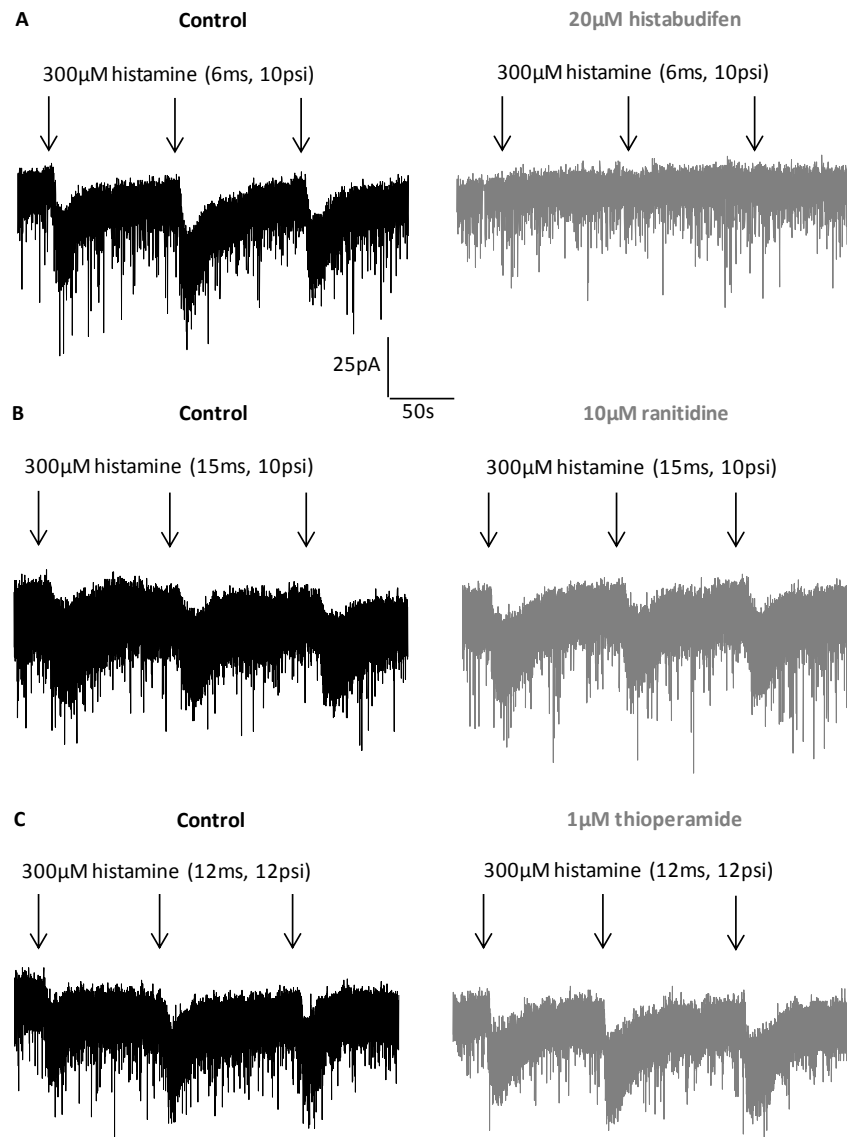 A Control 20µM histabudifen
300µM histamine (6ms, 10psi) 300µM histamine (6ms, 10psi)
25pA
50s
B Control 10µM ranitidine
300µM histamine (15ms, 10psi) 300µM histamine (15ms, 10psi)
C Control 1µM thioperamide
300µM histamine (12ms, 12psi) 300µM histamine (12ms, 12psi)